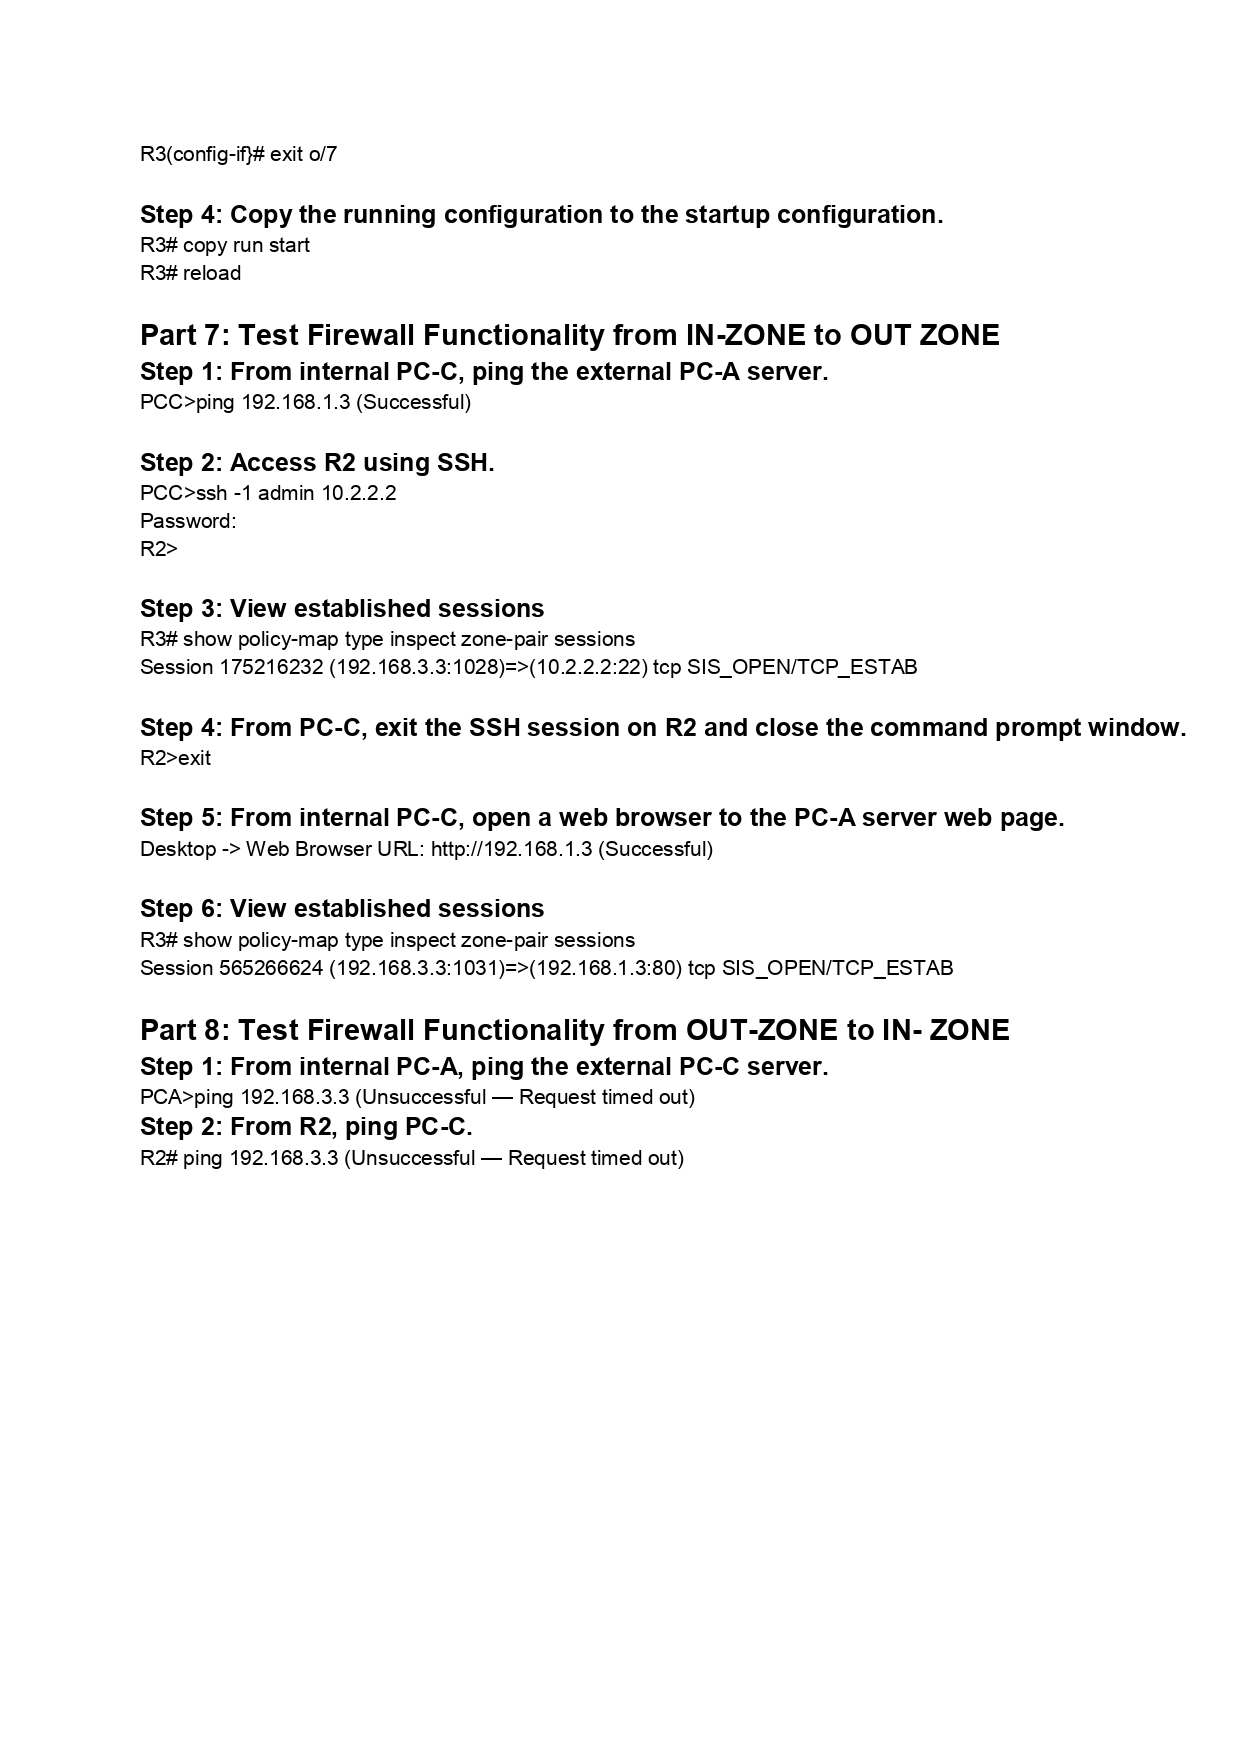 R3(config-if}# exit o/7
Step 4: Copy the running configuration to the startup configuration.
R3# copy run start
R3# reload
Part 7: Test Firewall Functionality from IN-ZONE to OUT ZONE
Step 1: From internal PC-C, ping the external PC-A server.
PCC>ping 192.168.1.3 (Successful)
Step 2: Access R2 using SSH.
PCC>ssh -1 admin 10.2.2.2
Password:
R2>
Step 3: View established sessions
R3# show policy-map type inspect zone-pair sessions
Session 175216232 (192.168.3.3:1028)=>(10.2.2.2:22) tcp SIS_OPEN/TCP_ESTAB
Step 4: From PC-C, exit the SSH session on R2 and close the command prompt window.
R2>exit
Step 5: From internal PC-C, open a web browser to the PC-A server web page.
Desktop -> Web Browser URL: http://192.168.1.3 (Successful)
Step 6: View established sessions
R3# show policy-map type inspect zone-pair sessions
Session 565266624 (192.168.3.3:1031)=>(192.168.1.3:80) tcp SIS_OPEN/TCP_ESTAB
Part 8: Test Firewall Functionality from OUT-ZONE to IN- ZONE
Step 1: From internal PC-A, ping the external PC-C server.
PCA>ping 192.168.3.3 (Unsuccessful — Request timed out)
Step 2: From R2, ping PC-C.
R2# ping 192.168.3.3 (Unsuccessful — Request timed out)